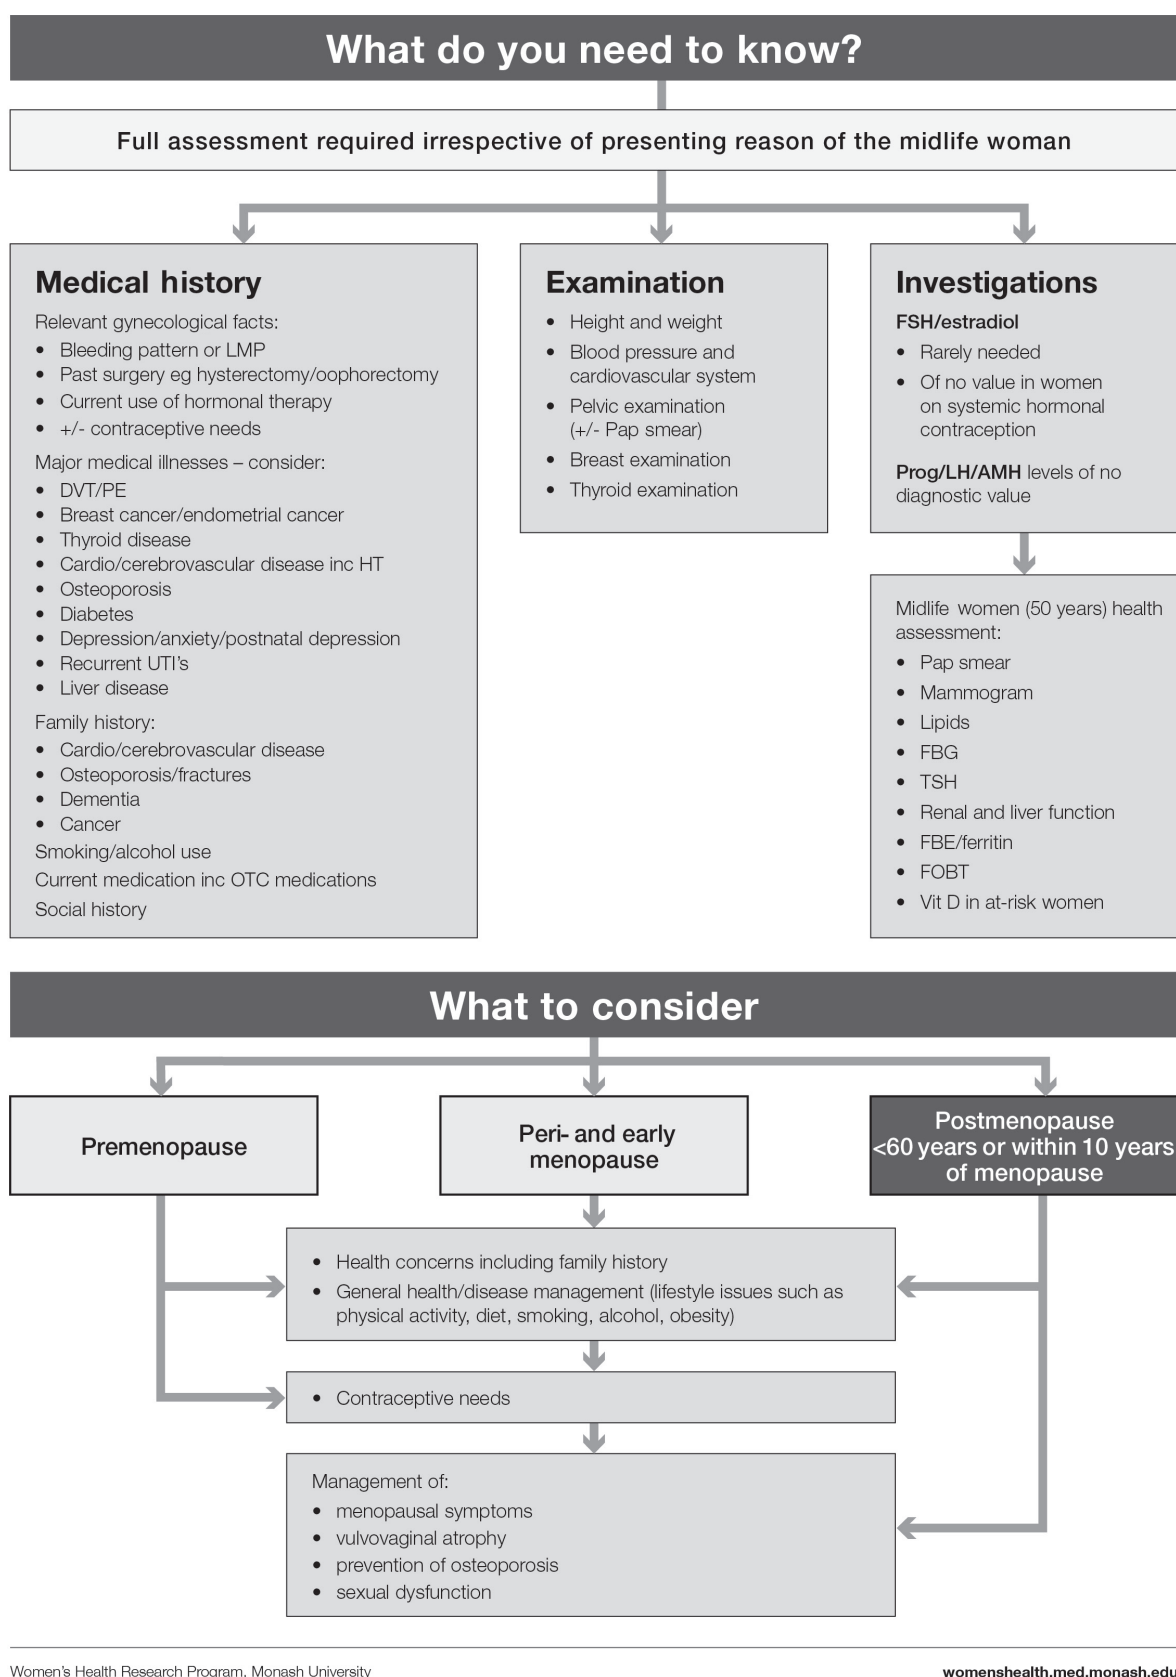 What do you need to know?
Full assessment required irrespective of presenting reason of the midlife woman
Medical history
Relevant gynecological facts:
• Bleeding pattern or LMP
• Past surgery eg hysterectomy/oophorectomy
• Current use of hormonal therapy
• +/- contraceptive needs
Major medical illnesses – consider:
• DVT/PE
• Breast cancer/endometrial cancer
• Thyroid disease
• Cardio/cerebrovascular disease inc HT
• Osteoporosis
• Diabetes
• Depression/anxiety/postnatal depression
• Recurrent UTI's
• Liver disease
Family history:
• Cardio/cerebrovascular disease
• Osteoporosis/fractures
• Dementia
• Cancer
Smoking/alcohol use
Current medication inc OTC medications
Social history
Examination
• Height and weight
• Blood pressure and
cardiovascular system
• Pelvic examination
(+/- Pap smear)
• Breast examination
• Thyroid examination
Investigations
FSH/estradiol
• Rarely needed
• Of no value in women
on systemic hormonal
contraception
Prog/LH/AMH levels of no
diagnostic value
Midlife women (50 years) health
assessment:
• Pap smear
• Mammogram
• Lipids
• FBG
• TSH
• Renal and liver function
• FBE/ferritin
• FOBT
• Vit D in at-risk women
What to consider
Premenopause
Peri- and early
menopause
Postmenopause
<60 years or within 10 years
of menopause
• Health concerns including family history
• General health/disease management (lifestyle issues such as
physical activity, diet, smoking, alcohol, obesity)
• Contraceptive needs
Management of:
• menopausal symptoms
• vulvovaginal atrophy
• prevention of osteoporosis
• sexual dysfunction
Women's Health Research Program, Monash University
womenshealth.med.monash.edu